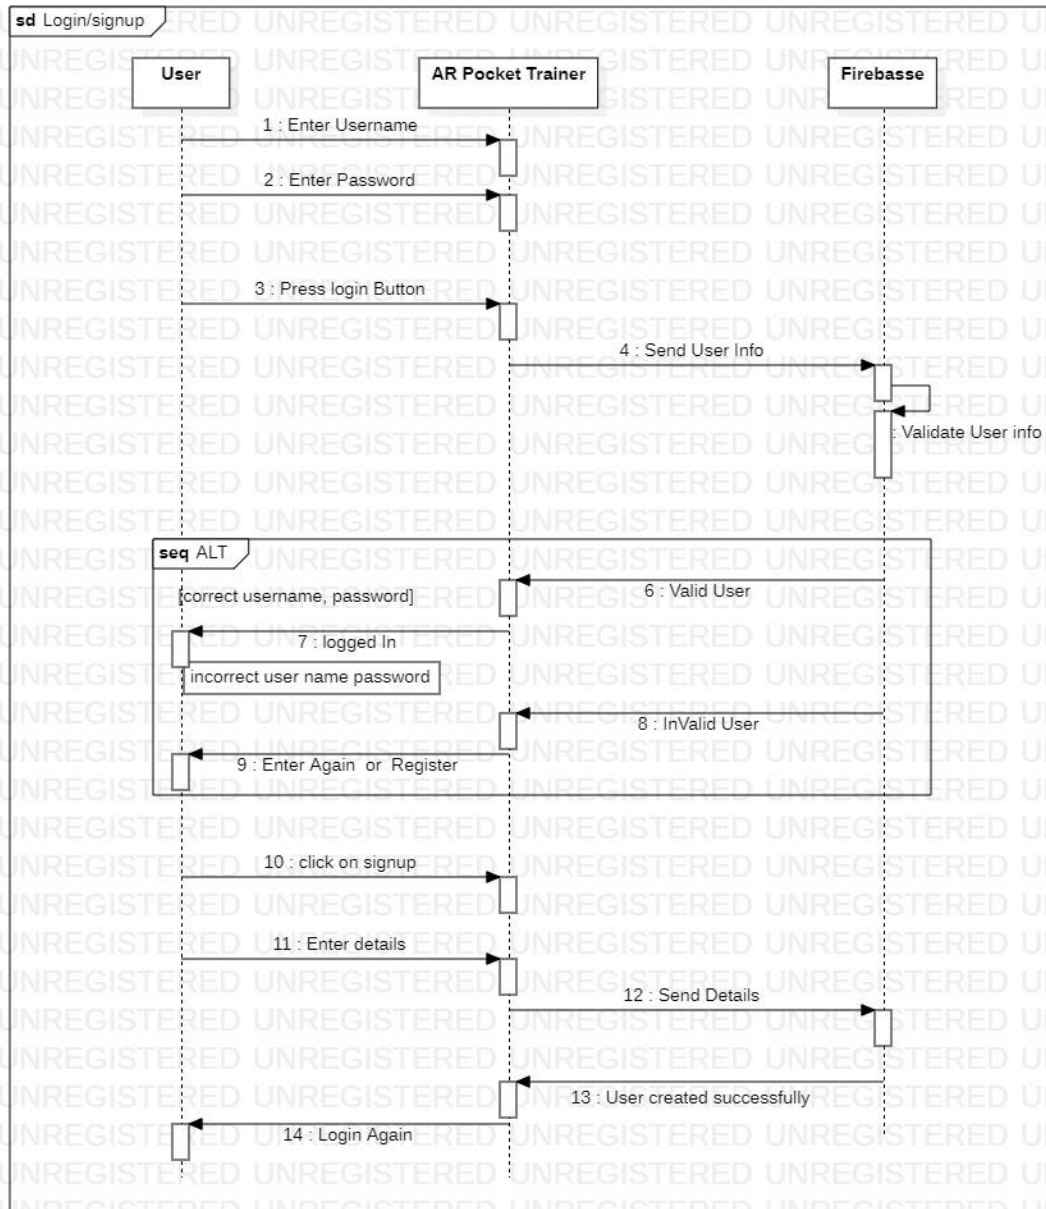 sd Login/signup
User
AR Pocket Trainer
Firebasse
1 : Enter Username
2 : Enter Password
3 : Press login Button
4 : Send User Info
: Validate User info
seq ALT
6 : Valid User
[correct username, password]
7 : logged In
incorrect user name password
8 : InValid User
9 : Enter Again or Register
10 : click on signup
11 : Enter details
12 : Send Details
13 : User created successfully
14 : Login Again
UNREGISTERED